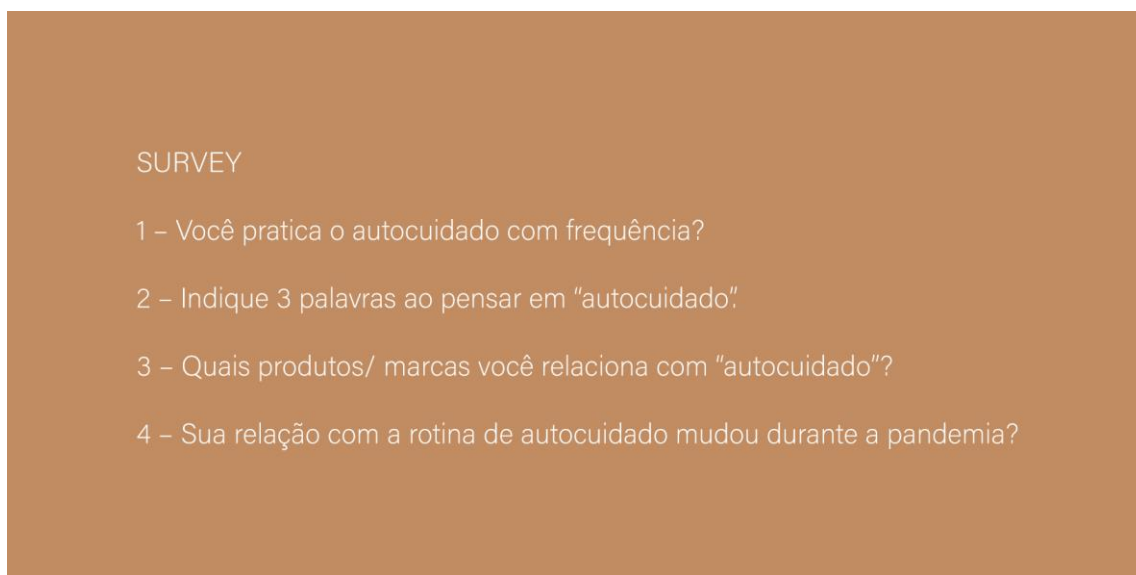 SURVEY
1 – Você pratica o autocuidado com frequência?
2 – Indique 3 palavras ao pensar em “autocuidado”.
3 – Quais produtos/ marcas você relaciona com “autocuidado”?
4 – Sua relação com a rotina de autocuidado mudou durante a pandemia?